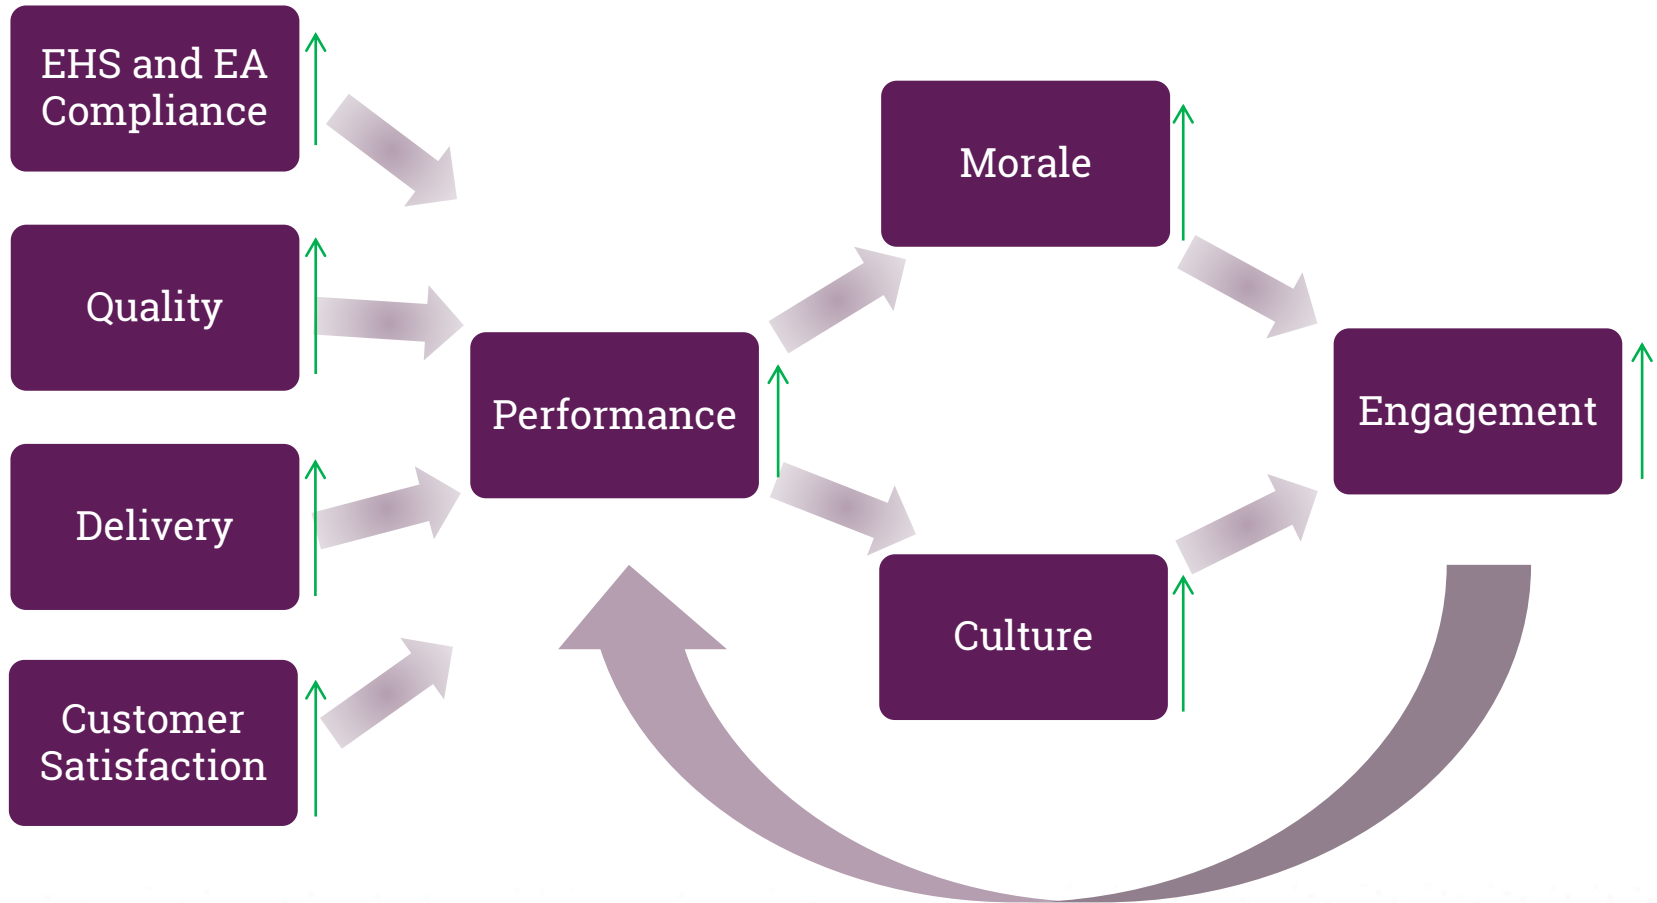 EHS and EA
Compliance
Quality
Delivery
Customer
Satisfaction
Performance
Morale
Culture
Engagement